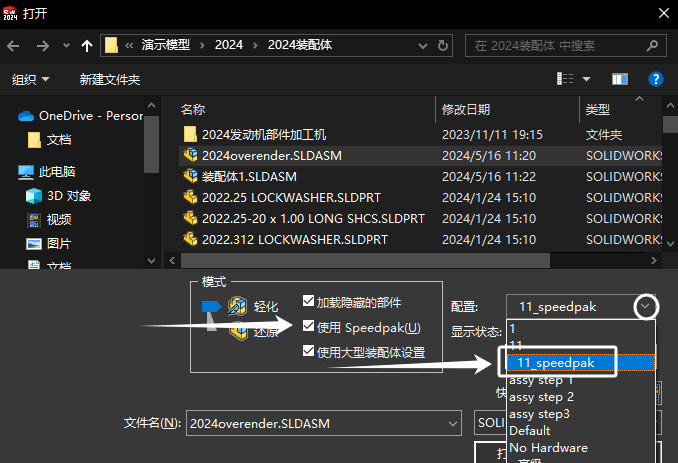 打开
« 演示模型 › 2024 › 2024装配体
在 2024装配体 中搜索
组织 新建文件夹
OneDrive - Person
文档
此电脑
3D 对象
视频
图片
文档
名称 修改日期 类型
2024发动机部件加工机 2023/11/11 19:15 文件夹
2024overender.SLDASM 2024/5/16 11:20 SOLIDWORKS
装配体1.SLDASM 2024/5/16 11:22 SOLIDWORKS
2022.25 LOCKWASHER.SLDPRT 2024/1/24 15:10 SOLIDWORKS
2022.25-20 x 1.00 LONG SHCS.SLDPRT 2024/1/24 15:10 SOLIDWORKS
2022.312 LOCKWASHER.SLDPRT 2024/1/24 15:10 SOLIDWORKS
模式
轻化
还原
加载隐藏的部件
使用 Speedpak(U)
使用大型装配体设置
配置: 11_speedpak
显示状态:
1
11
11_speedpak
assy step 1
assy step 2
assy step3
Default
No Hardware
高级
快
文件名(N): 2024overender.SLDASM
SOLID
打